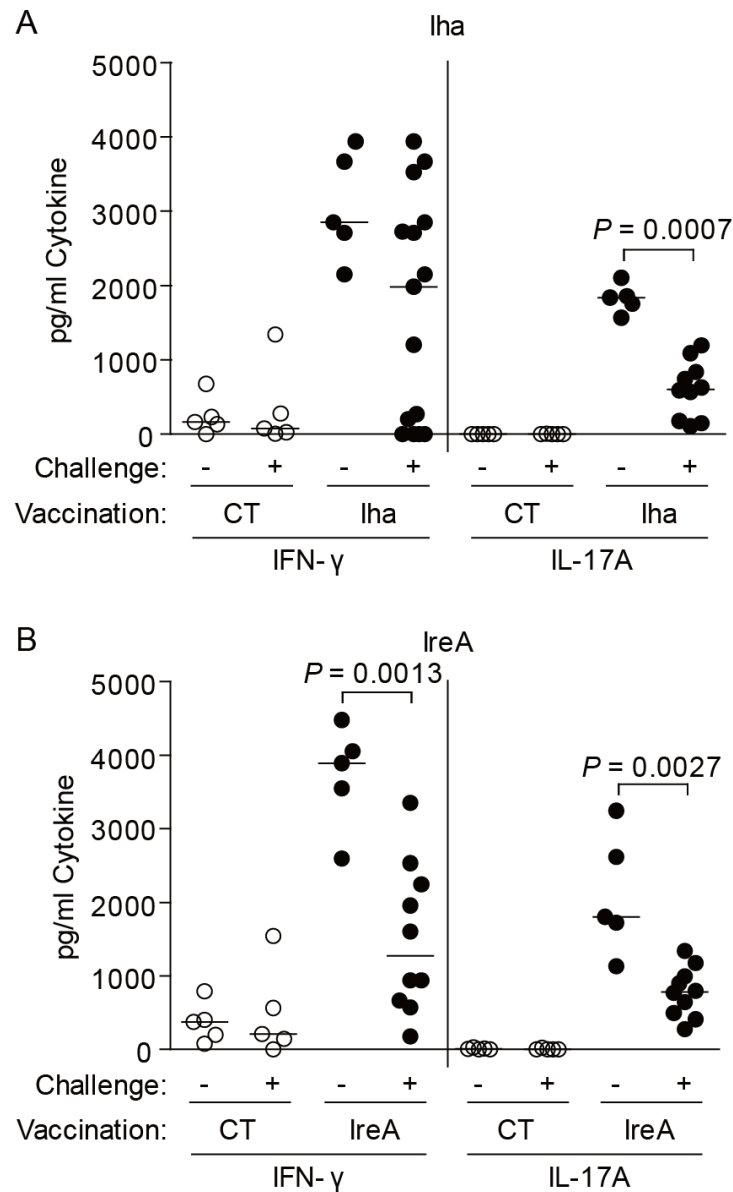 A
Iha
5000
4000
3000
2000
1000
0
pg/ml Cytokine
P = 0.0007
Challenge: - + - + - + - +
Vaccination: CT Iha CT Iha
IFN- γ IL-17A
B
IreA
5000
4000
3000
2000
1000
0
pg/ml Cytokine
P = 0.0013
P = 0.0027
Challenge: - + - + - + - +
Vaccination: CT IreA CT IreA
IFN- γ IL-17A